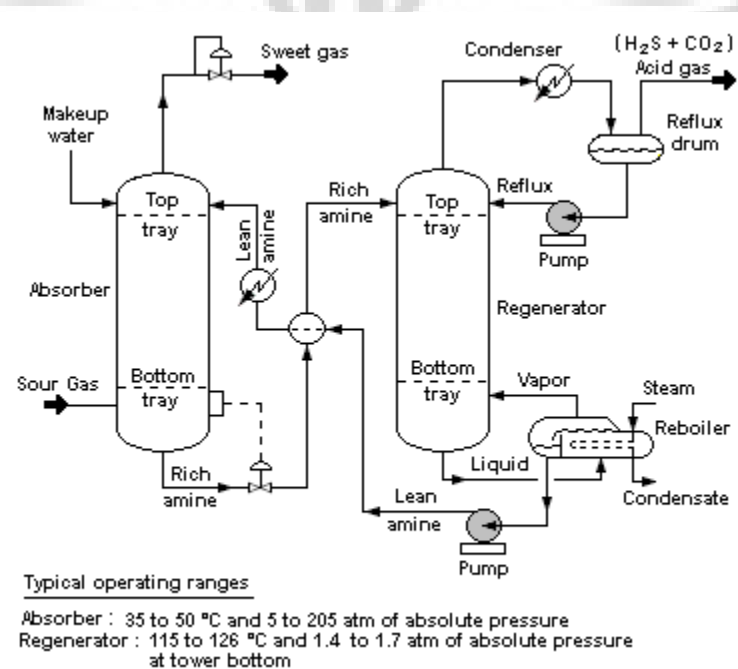 Sweet gas
Condenser
(H₂S + CO₂)
Acid gas
Makeup
water
Reflux
drum
Top
tray
Lean
amine
Rich
amine
Top
tray
Reflux
Pump
Absorber
Regenerator
Sour Gas
Bottom
tray
Bottom
tray
Vapor
Steam
Reboiler
Rich
amine
Liquid
Condensate
Lean
amine
Pump
Typical operating ranges
Absorber : 35 to 50 °C and 5 to 205 atm of absolute pressure
Regenerator : 115 to 126 °C and 1.4 to 1.7 atm of absolute pressure
at tower bottom